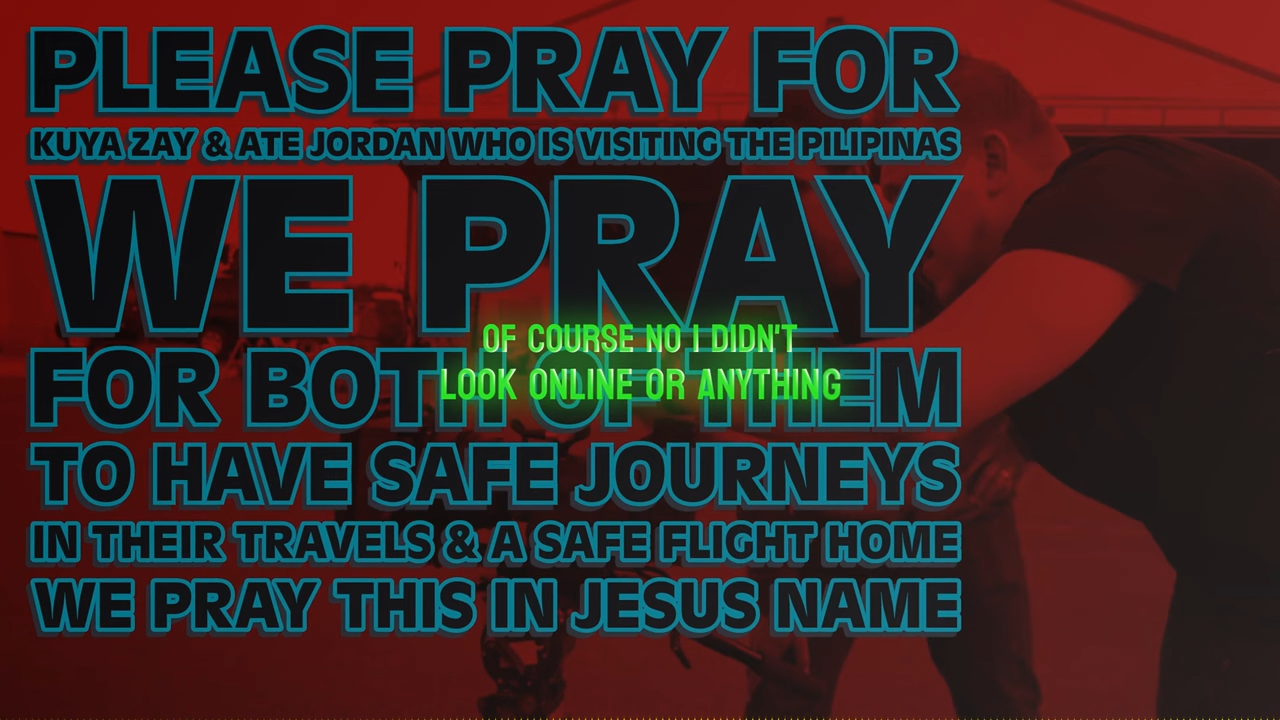 PLEASE PRAY FOR
KUYA ZAY & ATE JORDAN WHO IS VISITING THE PILIPINAS
WE PRAY
FOR BOTH OF THEM
TO HAVE SAFE JOURNEYS
IN THEIR TRAVELS & A SAFE FLIGHT HOME
WE PRAY THIS IN JESUS NAME
OF COURSE NO I DIDN'T
LOOK ONLINE OR ANYTHING